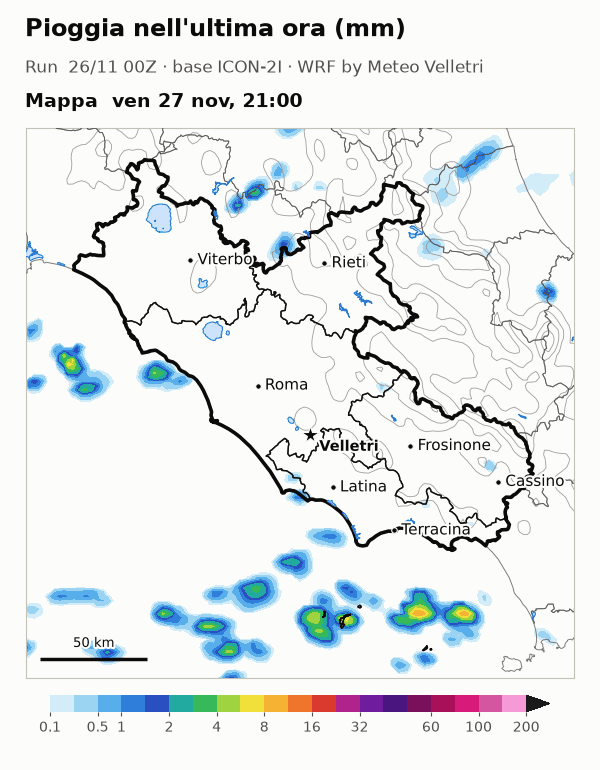 Pioggia nell'ultima ora (mm)
Run  26/11 00Z · base ICON-2I · WRF by Meteo Velletri
Mappa  ven 27 nov, 21:00
Viterbo
Rieti
Roma
Velletri
Frosinone
Latina
Cassino
Terracina
50 km
0.1 0.5 1 2 4 8 16 32 60 100 200